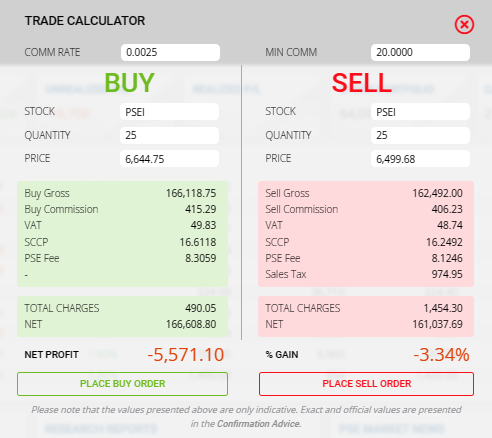 TRADE CALCULATOR
COMM RATE 0.0025 MIN COMM 20.0000
BUY SELL
STOCK PSEI STOCK PSEI
QUANTITY 25 QUANTITY 25
PRICE 6,644.75 PRICE 6,499.68
Buy Gross 166,118.75 Sell Gross 162,492.00
Buy Commission 415.29 Sell Commission 406.23
VAT 49.83 VAT 48.74
SCCP 16.6118 SCCP 16.2492
PSE Fee 8.3059 PSE Fee 8.1246
- Sales Tax 974.95
TOTAL CHARGES 490.05 TOTAL CHARGES 1,454.30
NET 166,608.80 NET 161,037.69
NET PROFIT -5,571.10 % GAIN -3.34%
PLACE BUY ORDER PLACE SELL ORDER
Please note that the values presented above are only indicative. Exact and official values are presented
in the Confirmation Advice.
RESEARCH REPORTS PSE MARKET NEWS